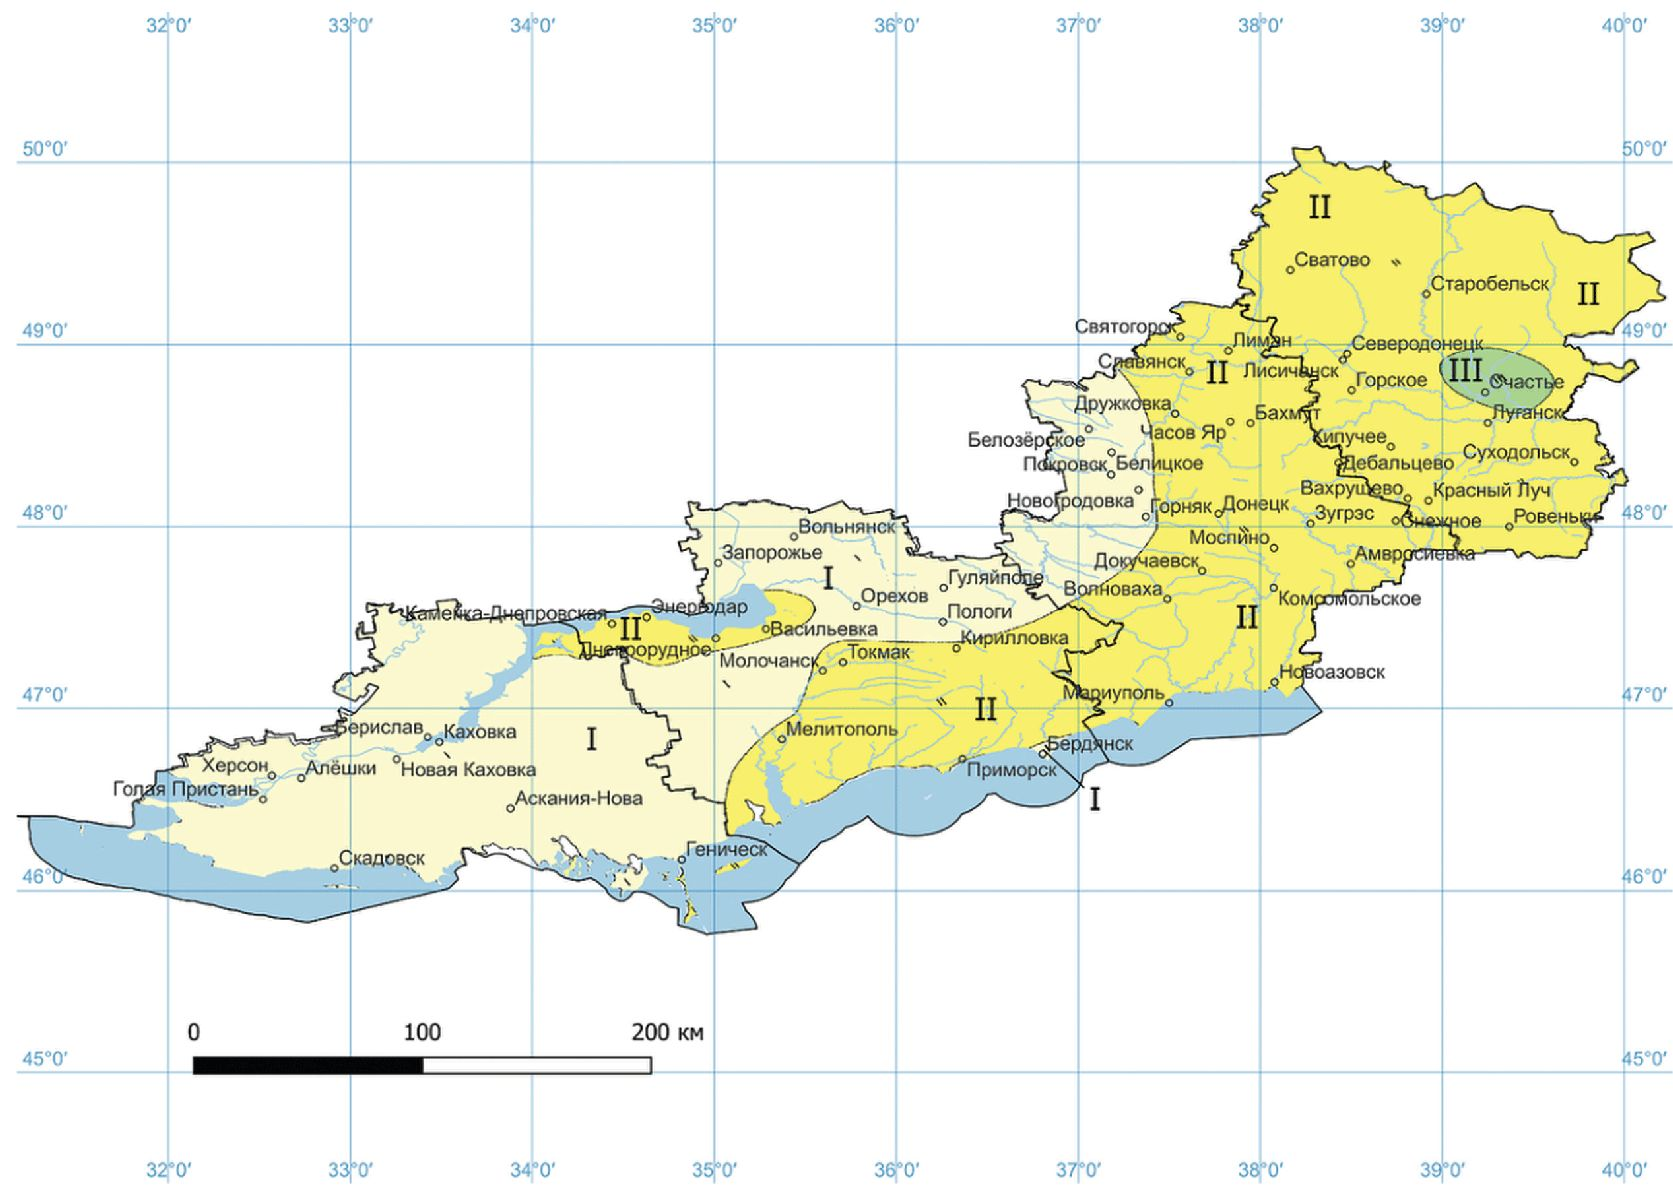 32°0′ 33°0′ 34°0′ 35°0′ 36°0′ 37°0′ 38°0′ 39°0′ 40°0′
50°0′ 50°0′
II
Сватово
Старобельск
II
Святогорск
49°0′ 49°0′
Лиман
Северодонецк
Славянск
II
Лисичанск
III
Горское
Счастье
Дружковка
Бахмут
Луганск
Часов Яр
Белозёрское
Кипучее
Суходольск
Покровск
Белицкое
Дебальцево
Вахрушево
Красный Луч
Новогродовка
Горняк
Донецк
Зугрэс
Снежное
Ровеньки
48°0′ 48°0′
Вольнянск
Моспино
Запорожье
Докучаевск
Амвросиевка
I
Гуляйполе
Волноваха
Орехов
Комсомольское
Каменка-Днепровская
Энергодар
Пологи
II
Васильевка
Кирилловка
II
Днепрорудное
Молочанск
Токмак
Новоазовск
47°0′ 47°0′
Мариуполь
II
Берислав
Каховка
Мелитополь
I
Бердянск
Херсон
Алёшки
Новая Каховка
Приморск
Голая Пристань
Аскания-Нова
I
Скадовск
Геническ
46°0′ 46°0′
0 100 200 км
45°0′ 45°0′
32°0′ 33°0′ 34°0′ 35°0′ 36°0′ 37°0′ 38°0′ 39°0′ 40°0′